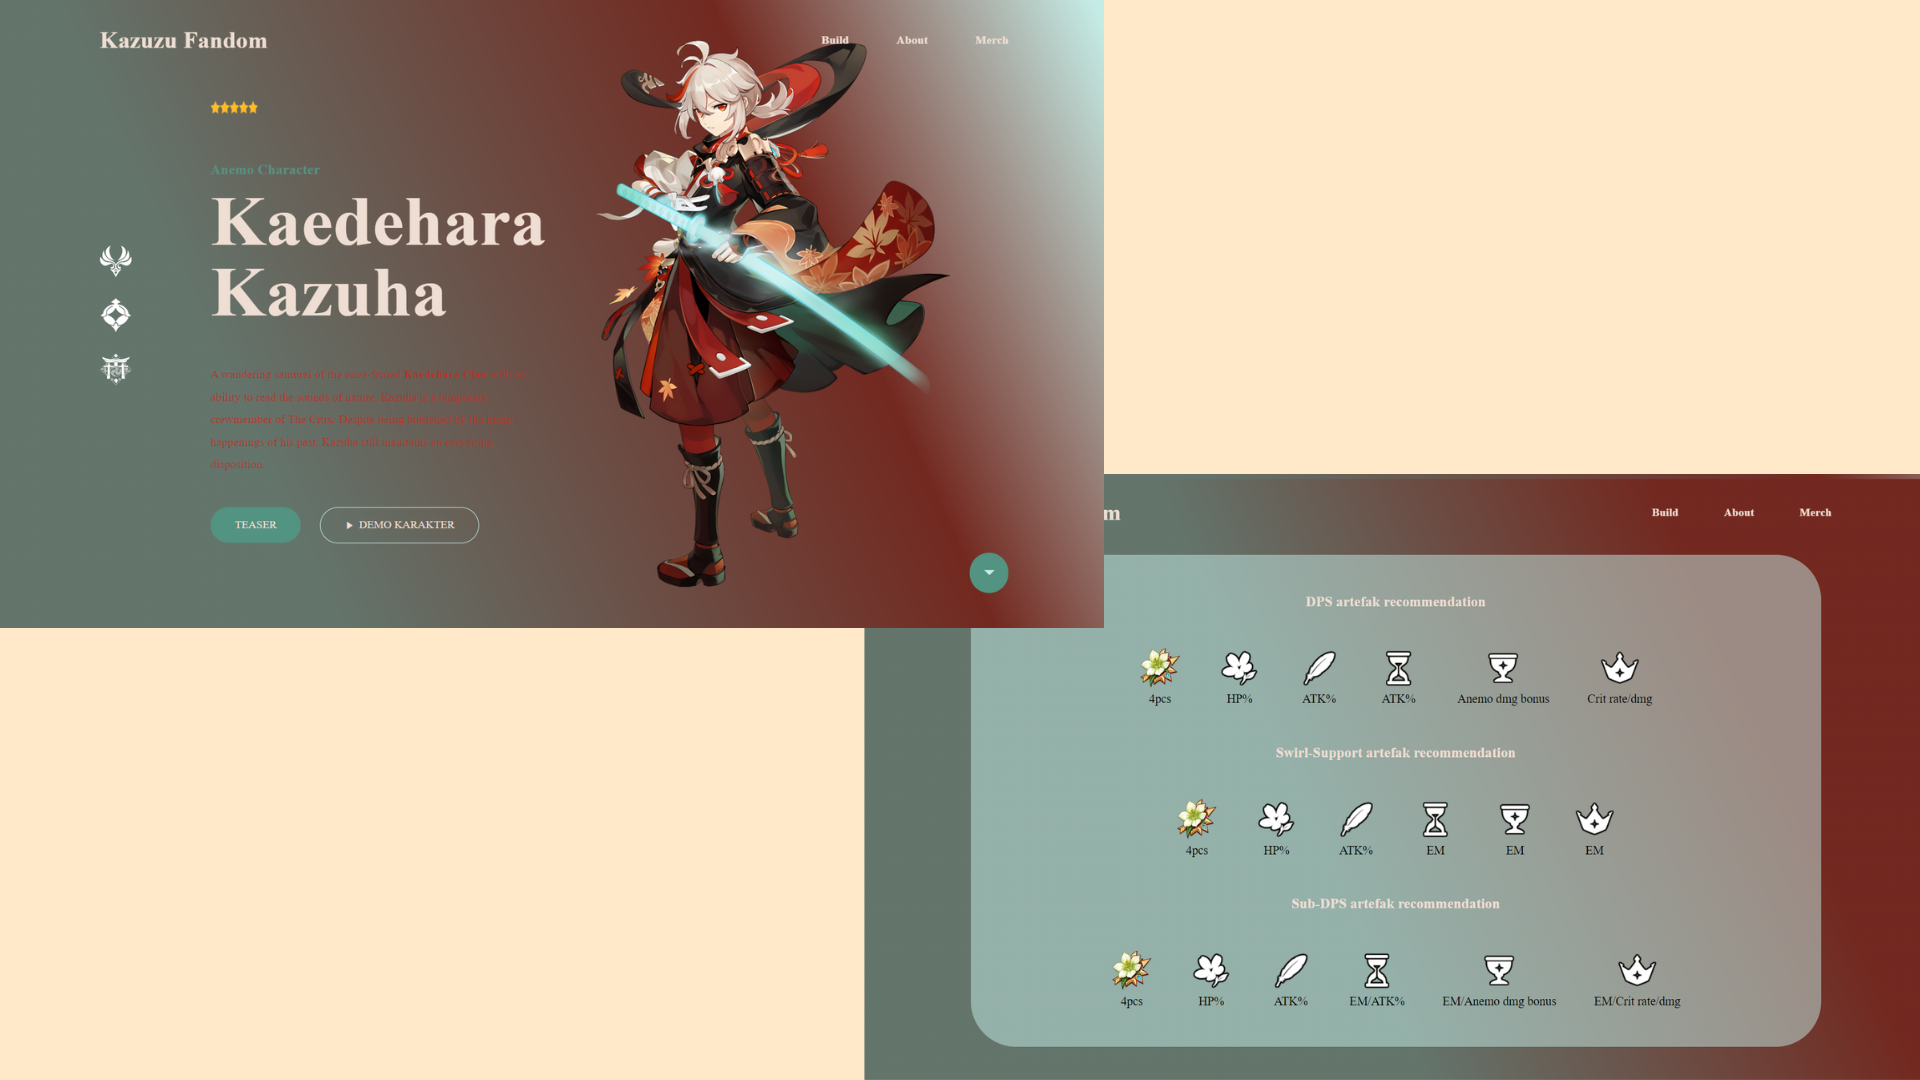 Kazuzu Fandom
Build
About
Merch
Anemo Character
Kaedehara
Kazuha
A wandering samurai of the once-famed Kaedehara Clan with an
ability to read the sounds of nature, Kazuha is a temporary
crewmember of The Crux. Despite being burdened by the many
happenings of his past, Kazuha still maintains an easygoing
disposition.
TEASER
DEMO KARAKTER
m
Build
About
Merch
DPS artefak recommendation
4pcs
HP%
ATK%
ATK%
Anemo dmg bonus
Crit rate/dmg
Swirl-Support artefak recommendation
4pcs
HP%
ATK%
EM
EM
EM
Sub-DPS artefak recommendation
4pcs
HP%
ATK%
EM/ATK%
EM/Anemo dmg bonus
EM/Crit rate/dmg